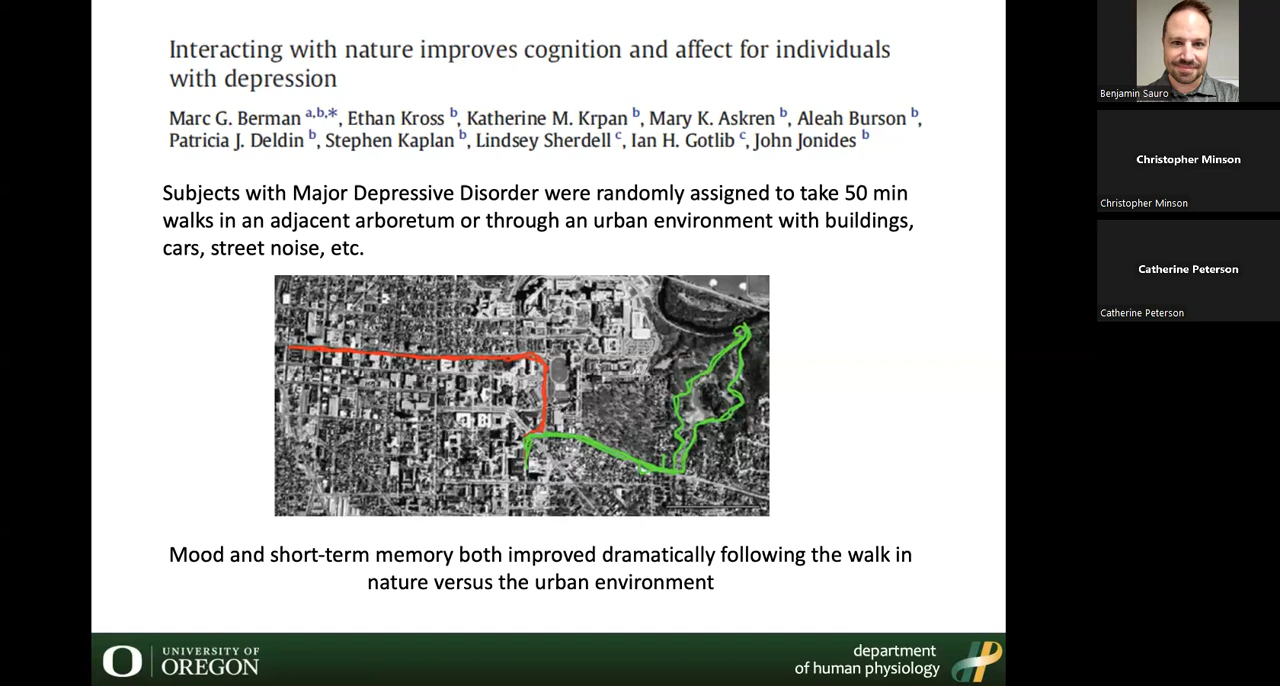 Interacting with nature improves cognition and affect for individuals
with depression
Marc G. Berman a,b,*, Ethan Kross b, Katherine M. Krpan b, Mary K. Askren b, Aleah Burson b,
Patricia J. Deldin b, Stephen Kaplan b, Lindsey Sherdell c, Ian H. Gotlib c, John Jonides b
Subjects with Major Depressive Disorder were randomly assigned to take 50 min
walks in an adjacent arboretum or through an urban environment with buildings,
cars, street noise, etc.
Mood and short-term memory both improved dramatically following the walk in
nature versus the urban environment
O
UNIVERSITY OF
OREGON
department
of human physiology
Benjamin Sauro
Christopher Minson
Christopher Minson
Catherine Peterson
Catherine Peterson